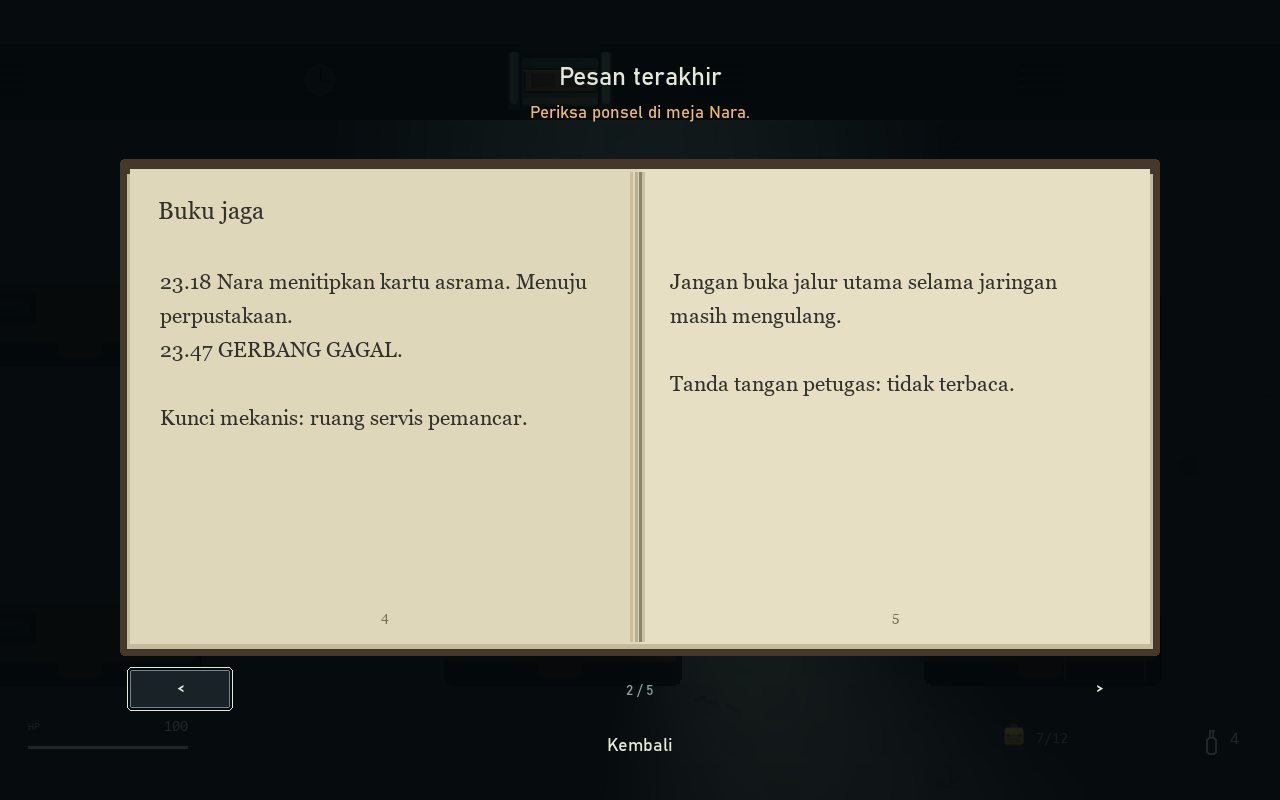 Pesan terakhir
Periksa ponsel di meja Nara.
Buku jaga
23.18 Nara menitipkan kartu asrama. Menuju
perpustakaan.
23.47 GERBANG GAGAL.
Kunci mekanis: ruang servis pemancar.
4
Jangan buka jalur utama selama jaringan
masih mengulang.
Tanda tangan petugas: tidak terbaca.
5
<
2 / 5
>
HP 100
Kembali
7/12
4